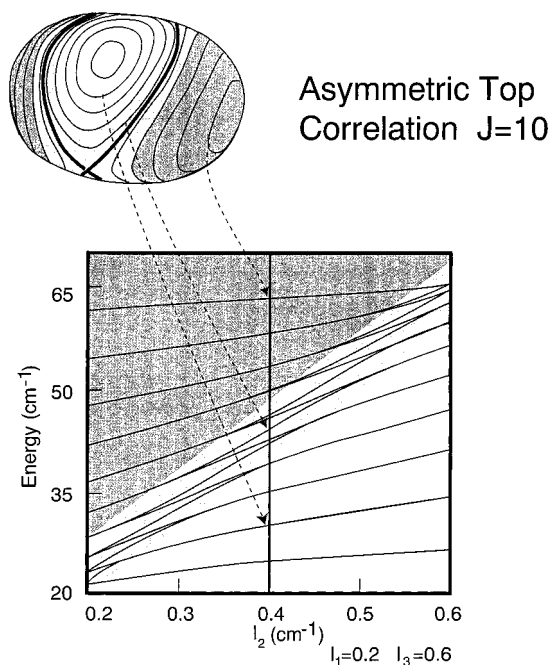 Asymmetric Top
Correlation J=10
Energy (cm⁻¹)
65
50
35
20
0.2
0.3
0.4
0.5
0.6
I₂ (cm⁻¹)
I₁=0.2 I₃=0.6